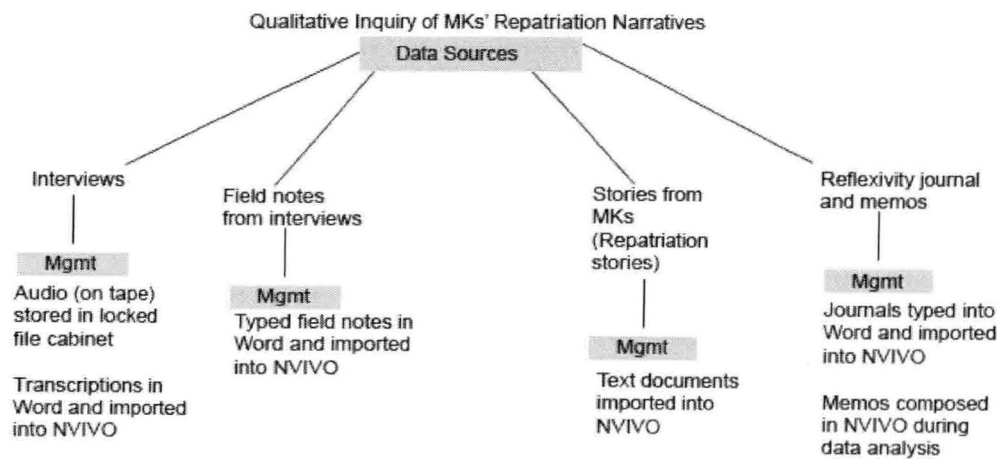 Qualitative Inquiry of MKs' Repatriation Narratives
Data Sources
Interviews
Mgmt
Audio (on tape)
stored in locked
file cabinet
Transcriptions in
Word and imported
into NVIVO
Field notes
from interviews
Mgmt
Typed field notes in
Word and imported
into NVIVO
Stories from
MKs
(Repatriation
stories)
Mgmt
Text documents
imported into
NVIVO
Reflexivity journal
and memos
Mgmt
Journals typed into
Word and imported
into NVIVO
Memos composed
in NVIVO during
data analysis